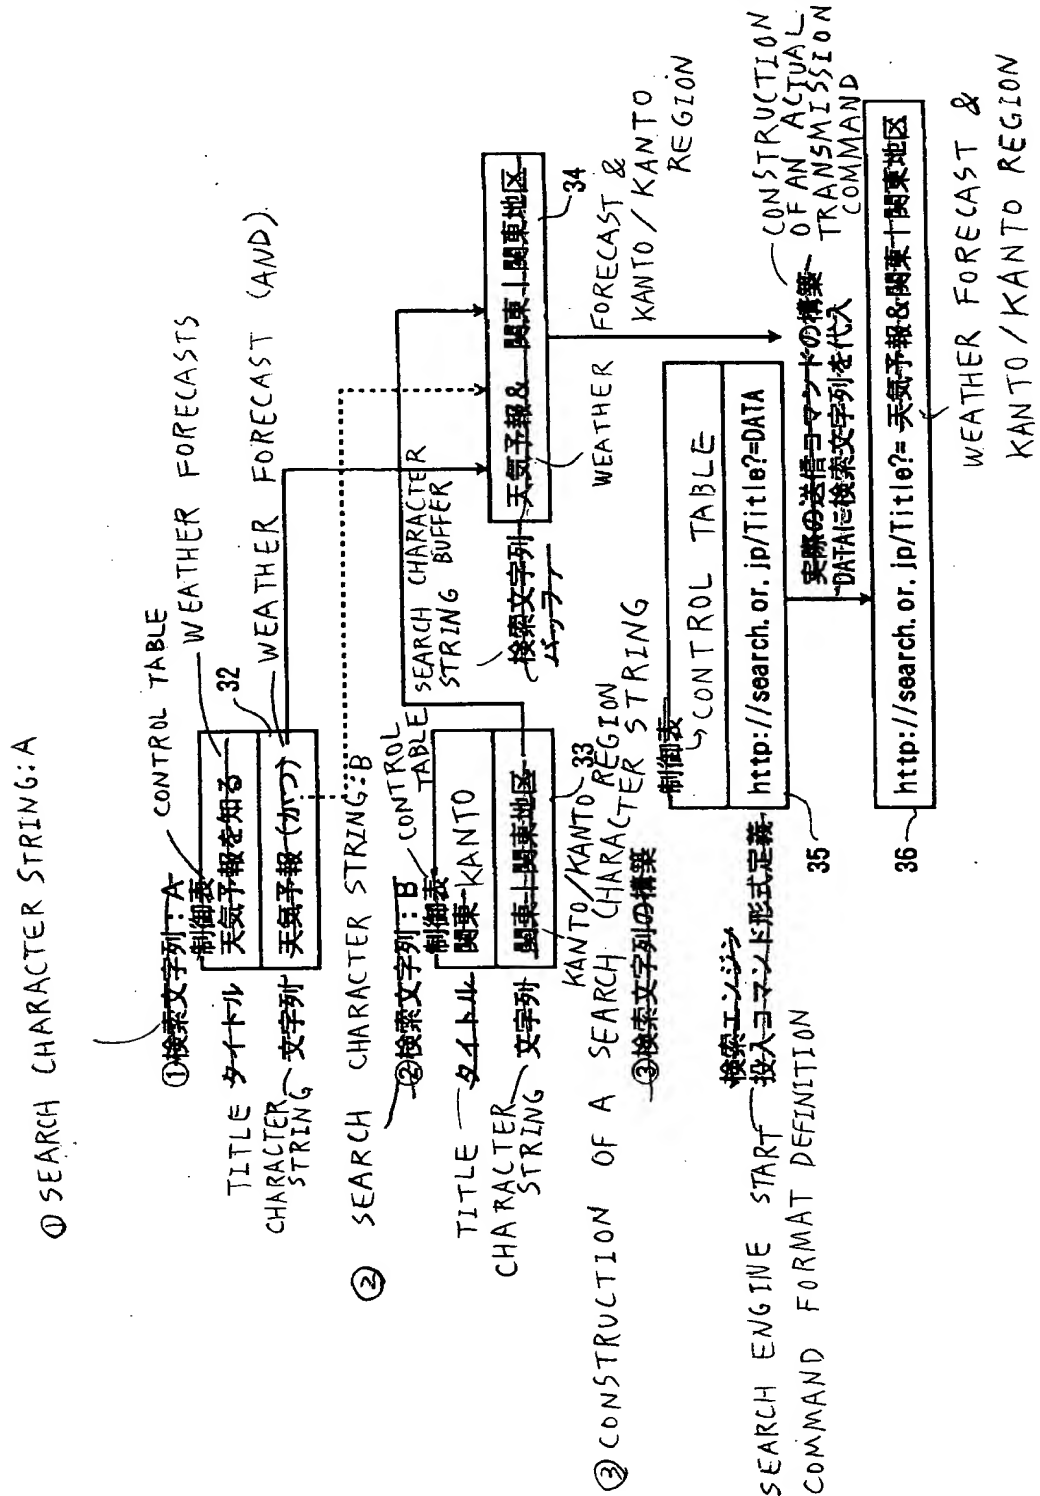 ① SEARCH CHARACTER STRING:A
①検索文字列：A
制御表
CONTROL TABLE
タイトル
TITLE
天気予報を知る
WEATHER FORECASTS
文字列
CHARACTER
STRING
天気予報（かつ）
32
WEATHER FORECAST (AND)
② SEARCH CHARACTER STRING:B
②検索文字列：B
制御表
CONTROL
TABLE
TITLE
タイトル
関東 KANTO
CHARACTER
STRING
文字列
関東｜関東地区
33
KANTO/KANTO REGION
SEARCH CHARACTER
STRING BUFFER
検索文字列
バッファ
天気予報& 関東｜関東地区
34
WEATHER FORECAST &
KANTO/KANTO
REGION
③ CONSTRUCTION OF A SEARCH CHARACTER STRING
③検索文字列の構築
制御表
CONTROL TABLE
検索エンジン
投入コマンド形式定義
http://search.or.jp/Title?=DATA
35
SEARCH ENGINE START
COMMAND FORMAT DEFINITION
実際の送信コマンドの構築
DATAに検索文字列を代入
CONSTRUCTION
OF AN ACTUAL
TRANSMISSION
COMMAND
http://search.or.jp/Title?= 天気予報&関東｜関東地区
36
WEATHER FORECAST &
KANTO/KANTO REGION